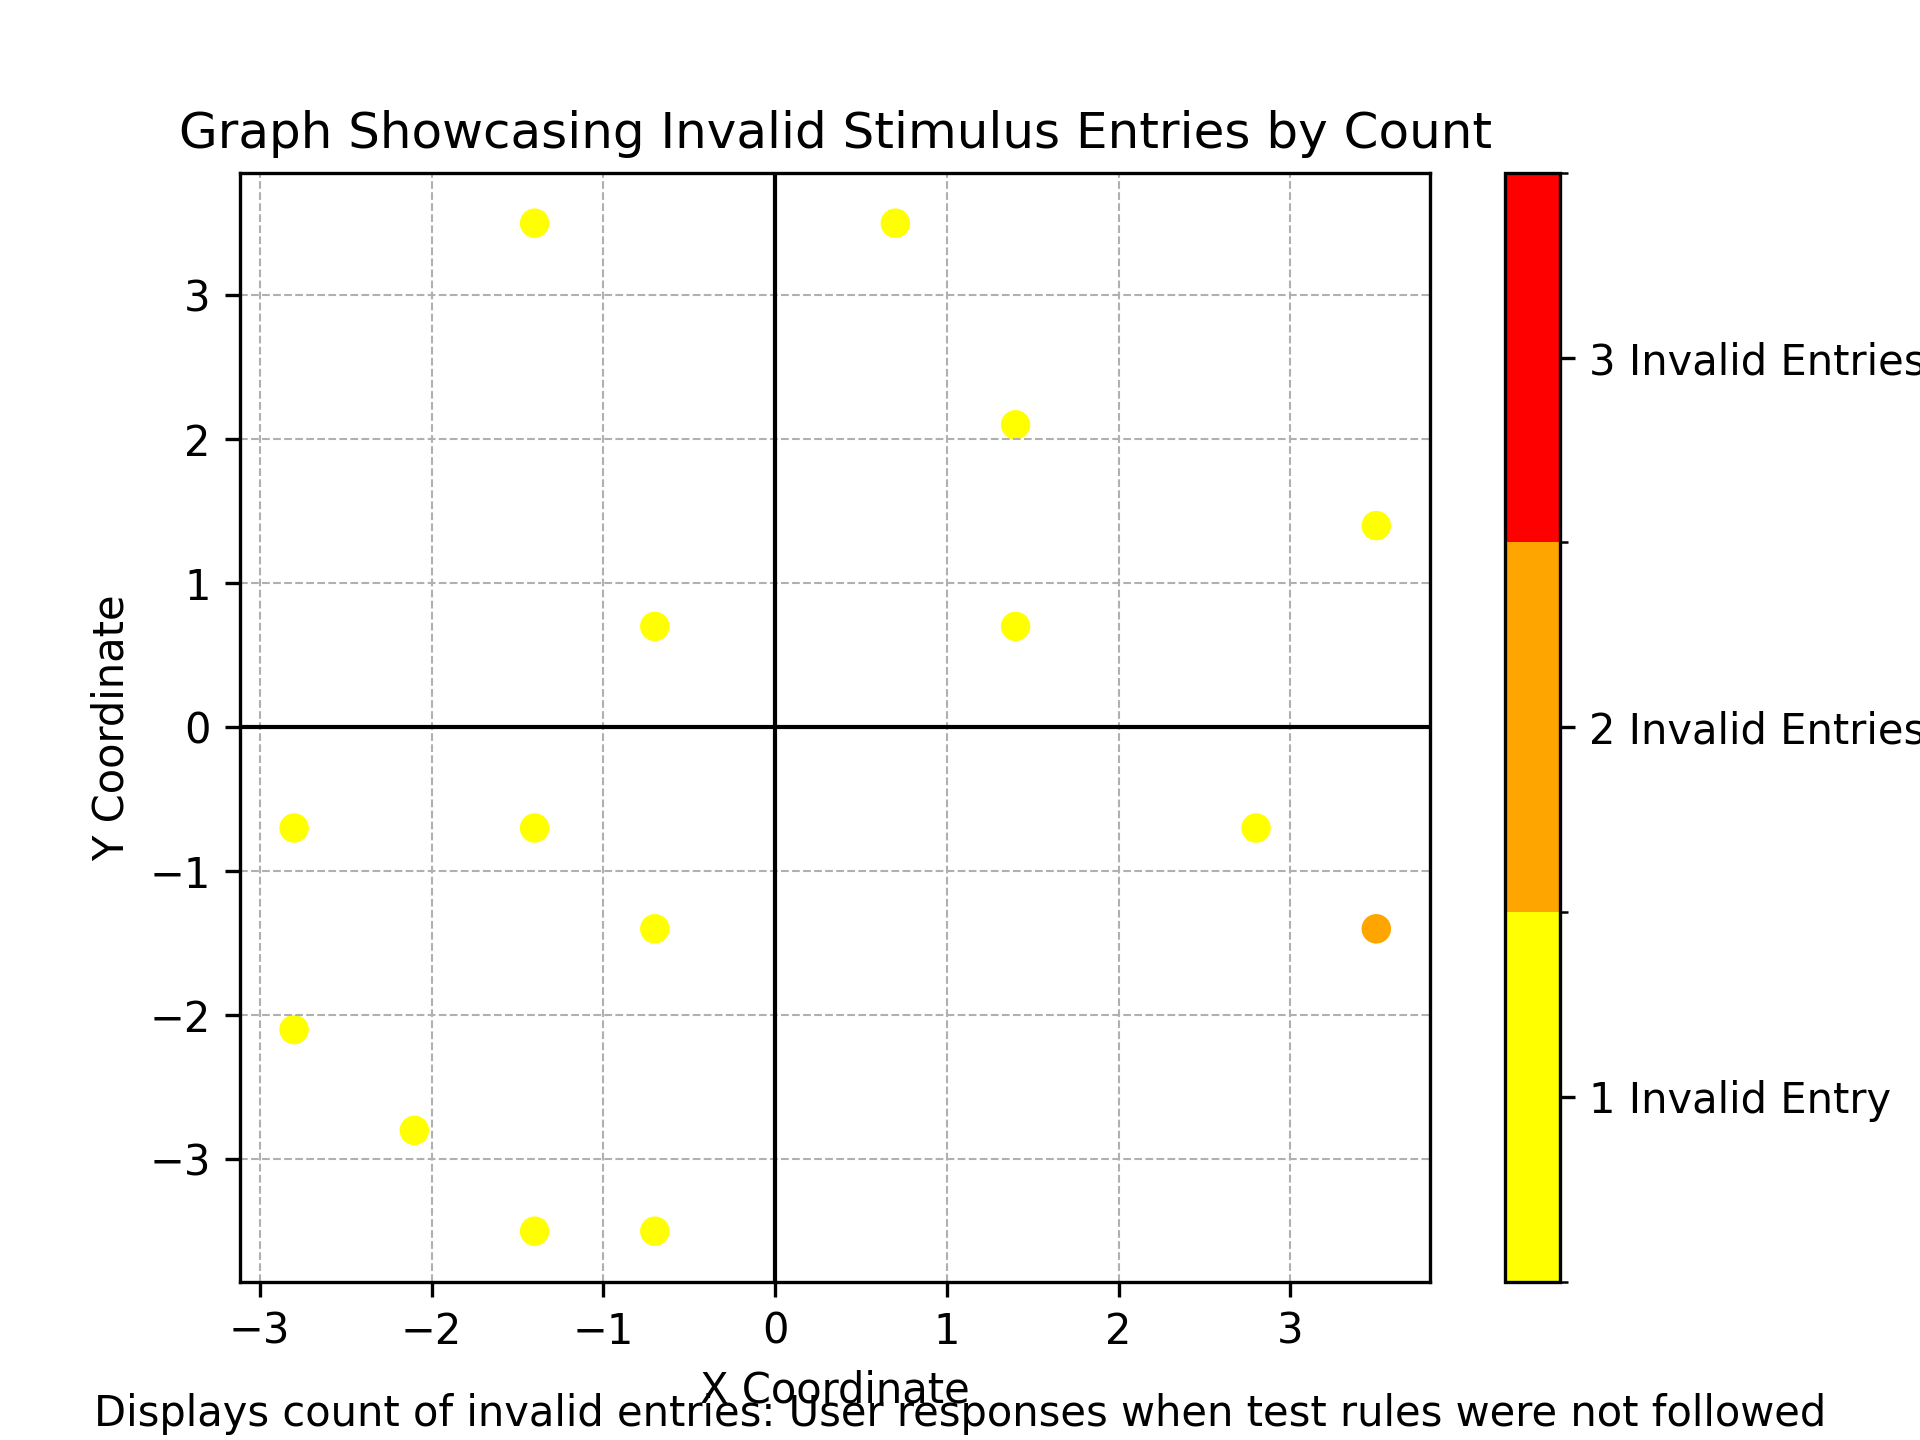 Graph Showcasing Invalid Stimulus Entries by Count
3
2
1
0
−1
−2
−3
Y Coordinate
−3 −2 −1 0 1 2 3
X Coordinate
3 Invalid Entries
2 Invalid Entries
1 Invalid Entry
Displays count of invalid entries: User responses when test rules were not followed